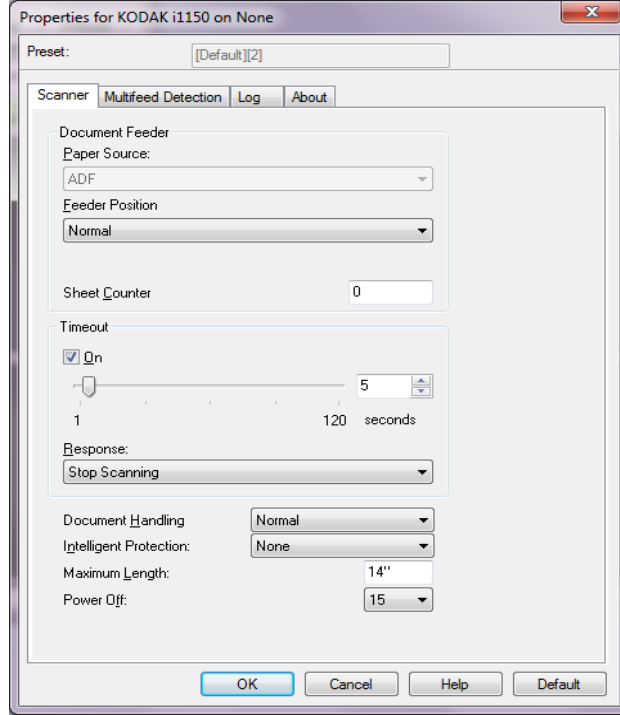 Properties for KODAK i1150 on None
Preset: [Default][2]
Scanner Multifeed Detection Log About
Document Feeder
Paper Source:
ADF
Feeder Position
Normal
Sheet Counter 0
Timeout
On
5
1 120 seconds
Response:
Stop Scanning
Document Handling Normal
Intelligent Protection: None
Maximum Length: 14"
Power Off: 15
OK Cancel Help Default